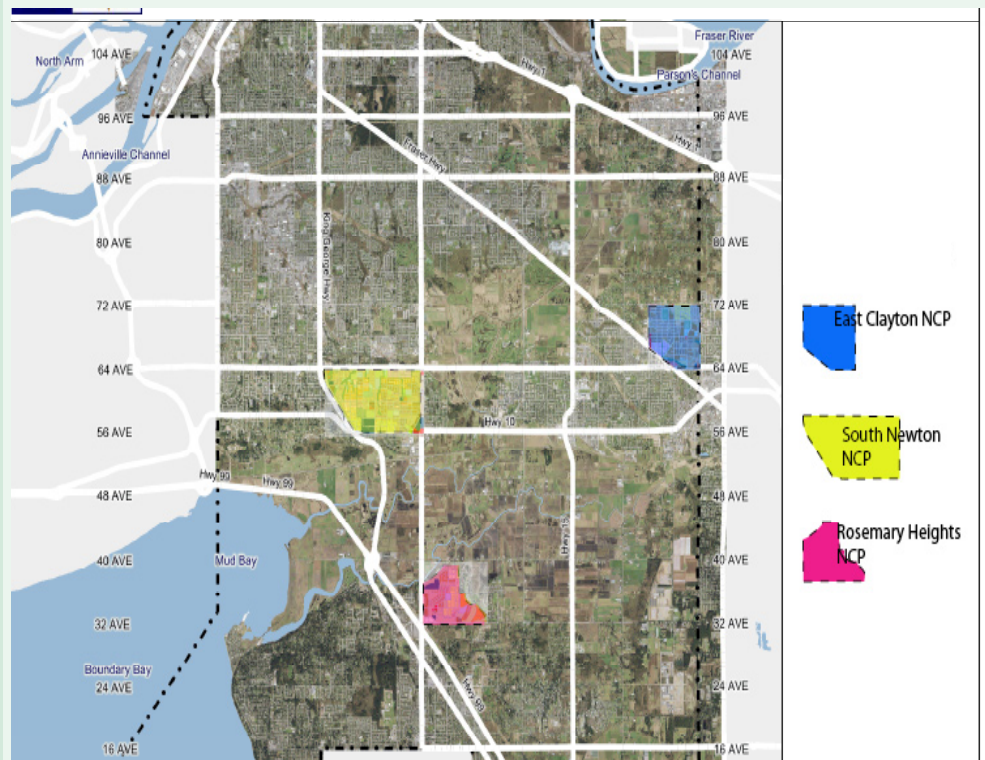 Fraser River
North Arm
104 AVE
104 AVE
Hwy 1
Parson's Channel
96 AVE
96 AVE
Annieville Channel
Fraser Hwy
Hwy 1
88 AVE
88 AVE
King George Hwy
80 AVE
80 AVE
72 AVE
72 AVE
East Clayton NCP
64 AVE
64 AVE
Hwy 10
56 AVE
56 AVE
South Newton
NCP
Hwy 99
Hwy 99
48 AVE
48 AVE
Hwy 15
Rosemary Heights
NCP
40 AVE
40 AVE
Mud Bay
32 AVE
32 AVE
Boundary Bay
24 AVE
24 AVE
Hwy 99
16 AVE
16 AVE